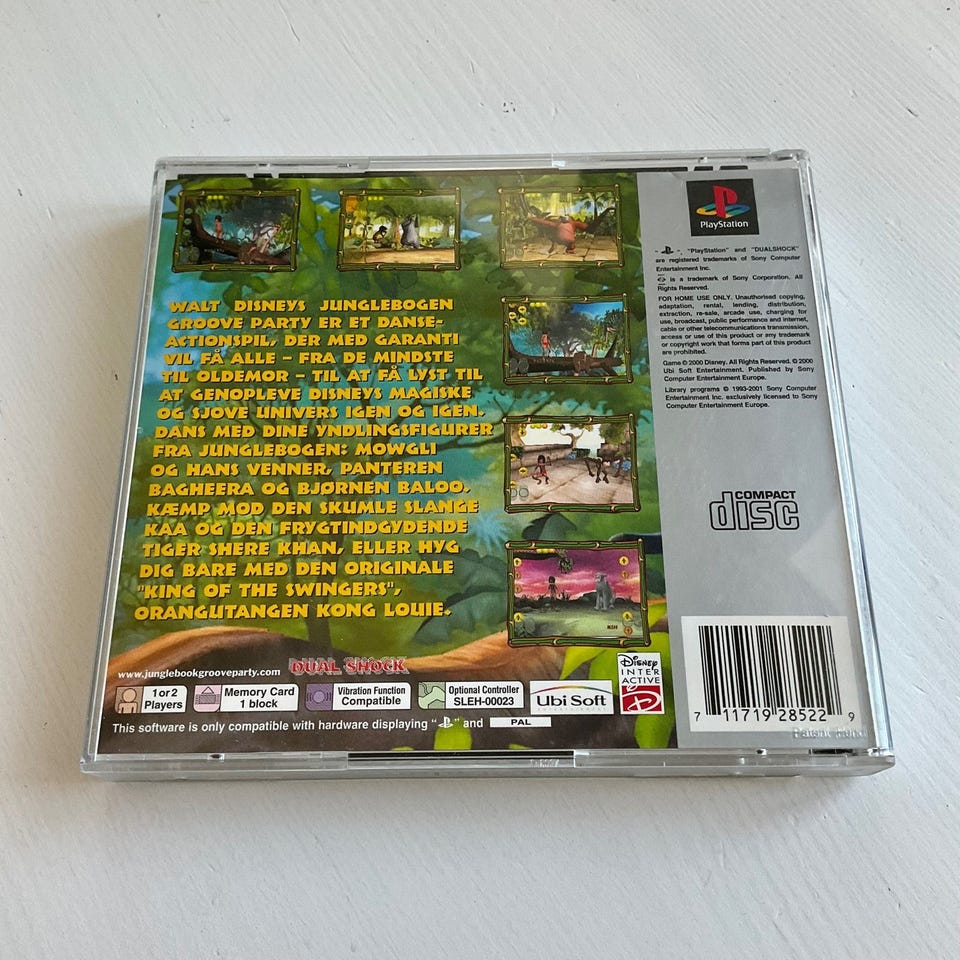 WALT DISNEYS JUNGLEBOGEN
GROOVE PARTY ER ET DANSE-
ACTIONSPIL, DER MED GARANTI
VIL FÅ ALLE – FRA DE MINDSTE
TIL OLDEMOR – TIL AT FÅ LYST TIL
AT GENOPLEVE DISNEYS MAGISKE
OG SJOVE UNIVERS IGEN OG IGEN.
DANS MED DINE YNDLINGSFIGURER
FRA JUNGLEBOGEN: MOWGLI
OG HANS VENNER, PANTEREN
BAGHEERA OG BJØRNEN BALOO.
KÆMP MOD DEN SKUMLE SLANGE
KAA OG DEN FRYGTINDGYDENDE
TIGER SHERE KHAN, ELLER HYG
DIG BARE MED DEN ORIGINALE
"KING OF THE SWINGERS",
ORANGUTANGEN KONG LOUIE.
www.junglebookgrooveparty.com
DUAL SHOCK
1 or 2
Players
Memory Card
1 block
Vibration Function
Compatible
Optional Controller
SLEH-00023
Ubi Soft
ENTERTAINMENT
Disney
INTER
ACTIVE
This software is only compatible with hardware displaying " " and
PAL
PlayStation
" ", "PlayStation" and "DUALSHOCK"
are registered trademarks of Sony Computer
Entertainment Inc.
is a trademark of Sony Corporation. All
Rights Reserved.
FOR HOME USE ONLY. Unauthorised copying,
adaptation, rental, lending, distribution,
extraction, re-sale, arcade use, charging for
use, broadcast, public performance and internet,
cable or other telecommunications transmission,
access or use of this product or any trademark
or copyright work that forms part of this product
are prohibited.
Game © 2000 Disney. All Rights Reserved. © 2000
Ubi Soft Entertainment. Published by Sony
Computer Entertainment Europe.
Library programs © 1993-2001 Sony Computer
Entertainment Inc. exclusively licensed to Sony
Computer Entertainment Europe.
COMPACT
disc
7 11719 28522 9